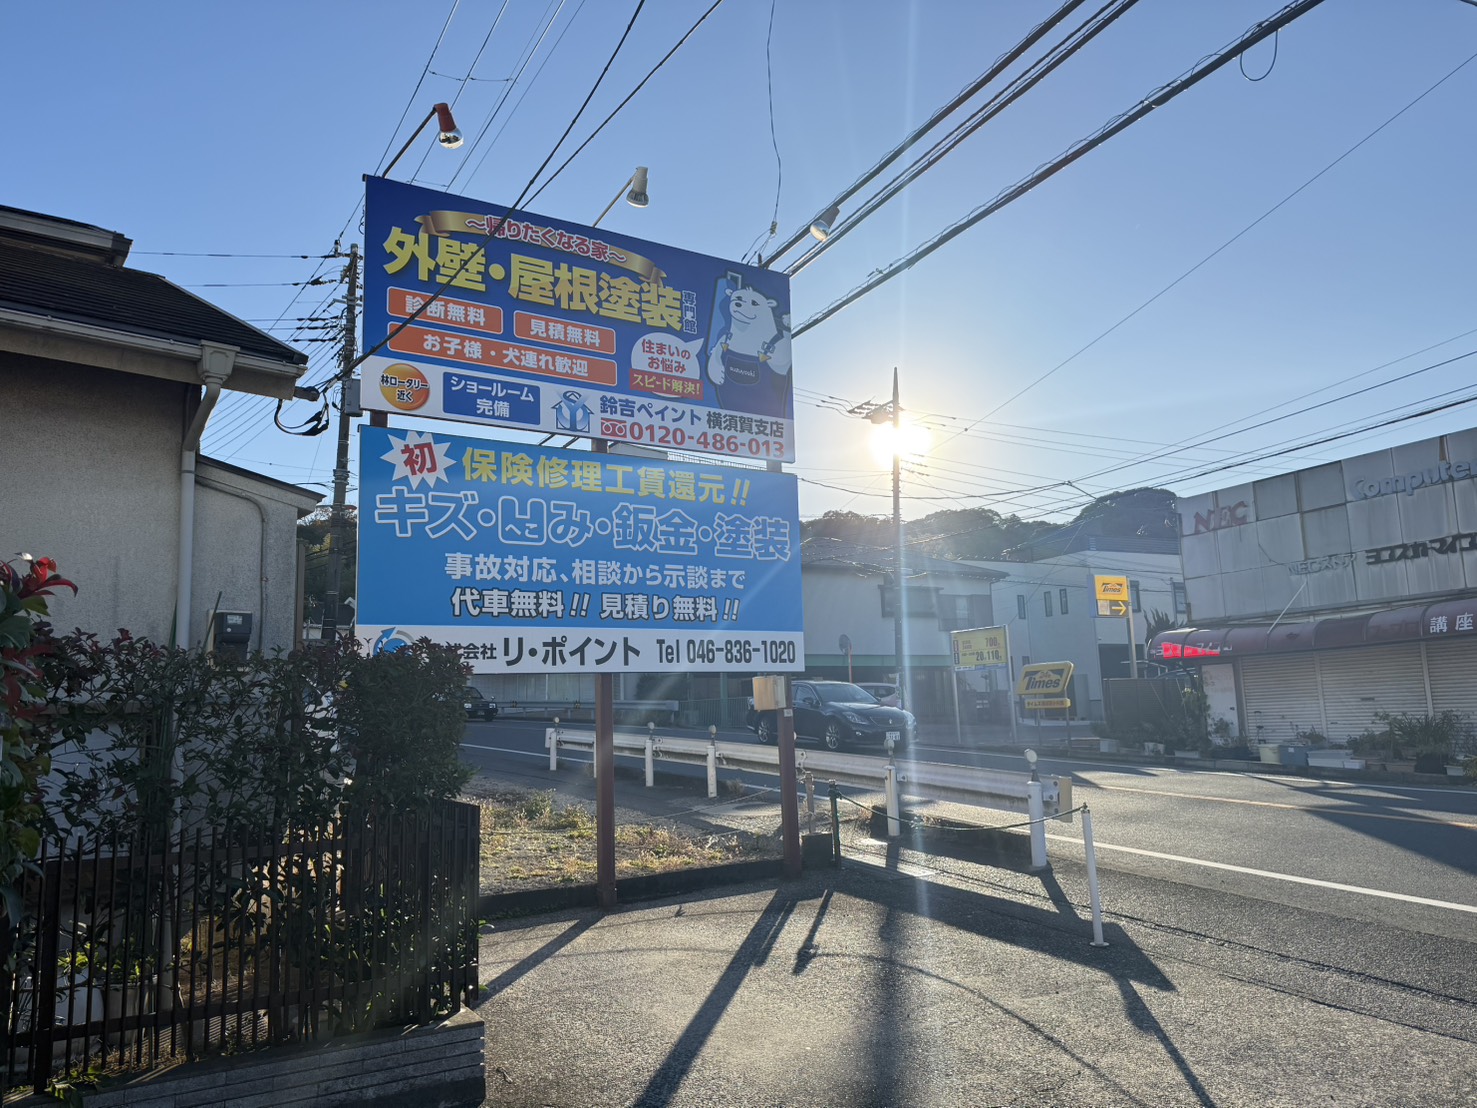 ～帰りたくなる家～
外壁・屋根塗装
専門館
診断無料
見積無料
お子様・犬連れ歓迎
住まいの
お悩み
スピード解決!
林ロータリー
近く
ショールーム
完備
鈴吉ペイント 横須賀支店
0120-486-013
初
保険修理工賃還元!!
キズ・凹み・鈑金・塗装
事故対応、相談から示談まで
代車無料!! 見積り無料!!
式会社 リ・ポイント Tel 046-836-1020
NEC
Computer
NECストア ヨコスカマイコン
講座
Times
Times